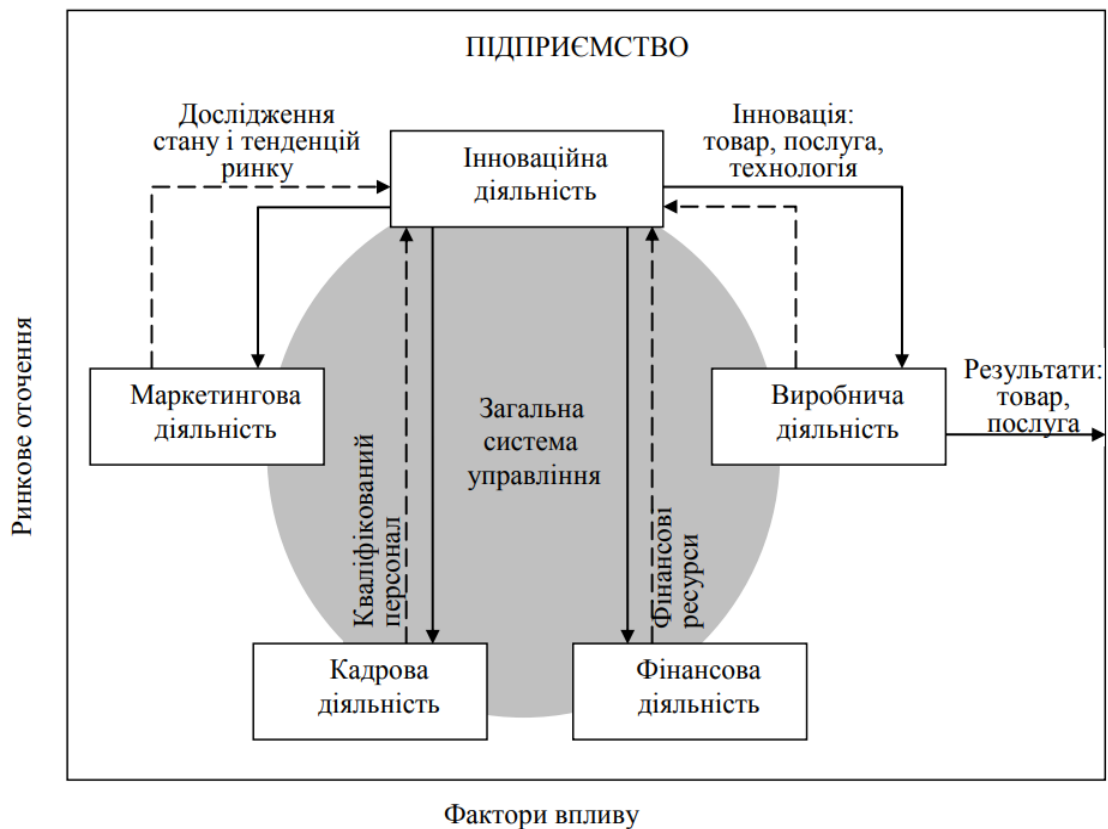 ПІДПРИЄМСТВО
Дослідження
стану і тенденцій
ринку
Інноваційна
діяльність
Інновація:
товар, послуга,
технологія
Ринкове оточення
Маркетингова
діяльність
Загальна
система
управління
Виробнича
діяльність
Результати:
товар,
послуга
Кваліфікований
персонал
Фінансові
ресурси
Кадрова
діяльність
Фінансова
діяльність
Фактори впливу